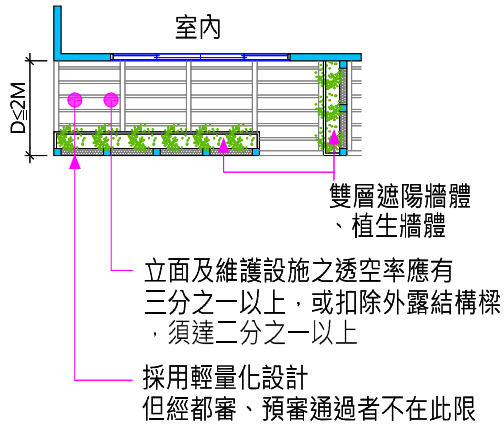 室內
D≦2M
雙層遮陽牆體
、植生牆體
立面及維護設施之透空率應有
三分之一以上，或扣除外露結構樑
，須達二分之一以上
採用輕量化設計
但經都審、預審通過者不在此限